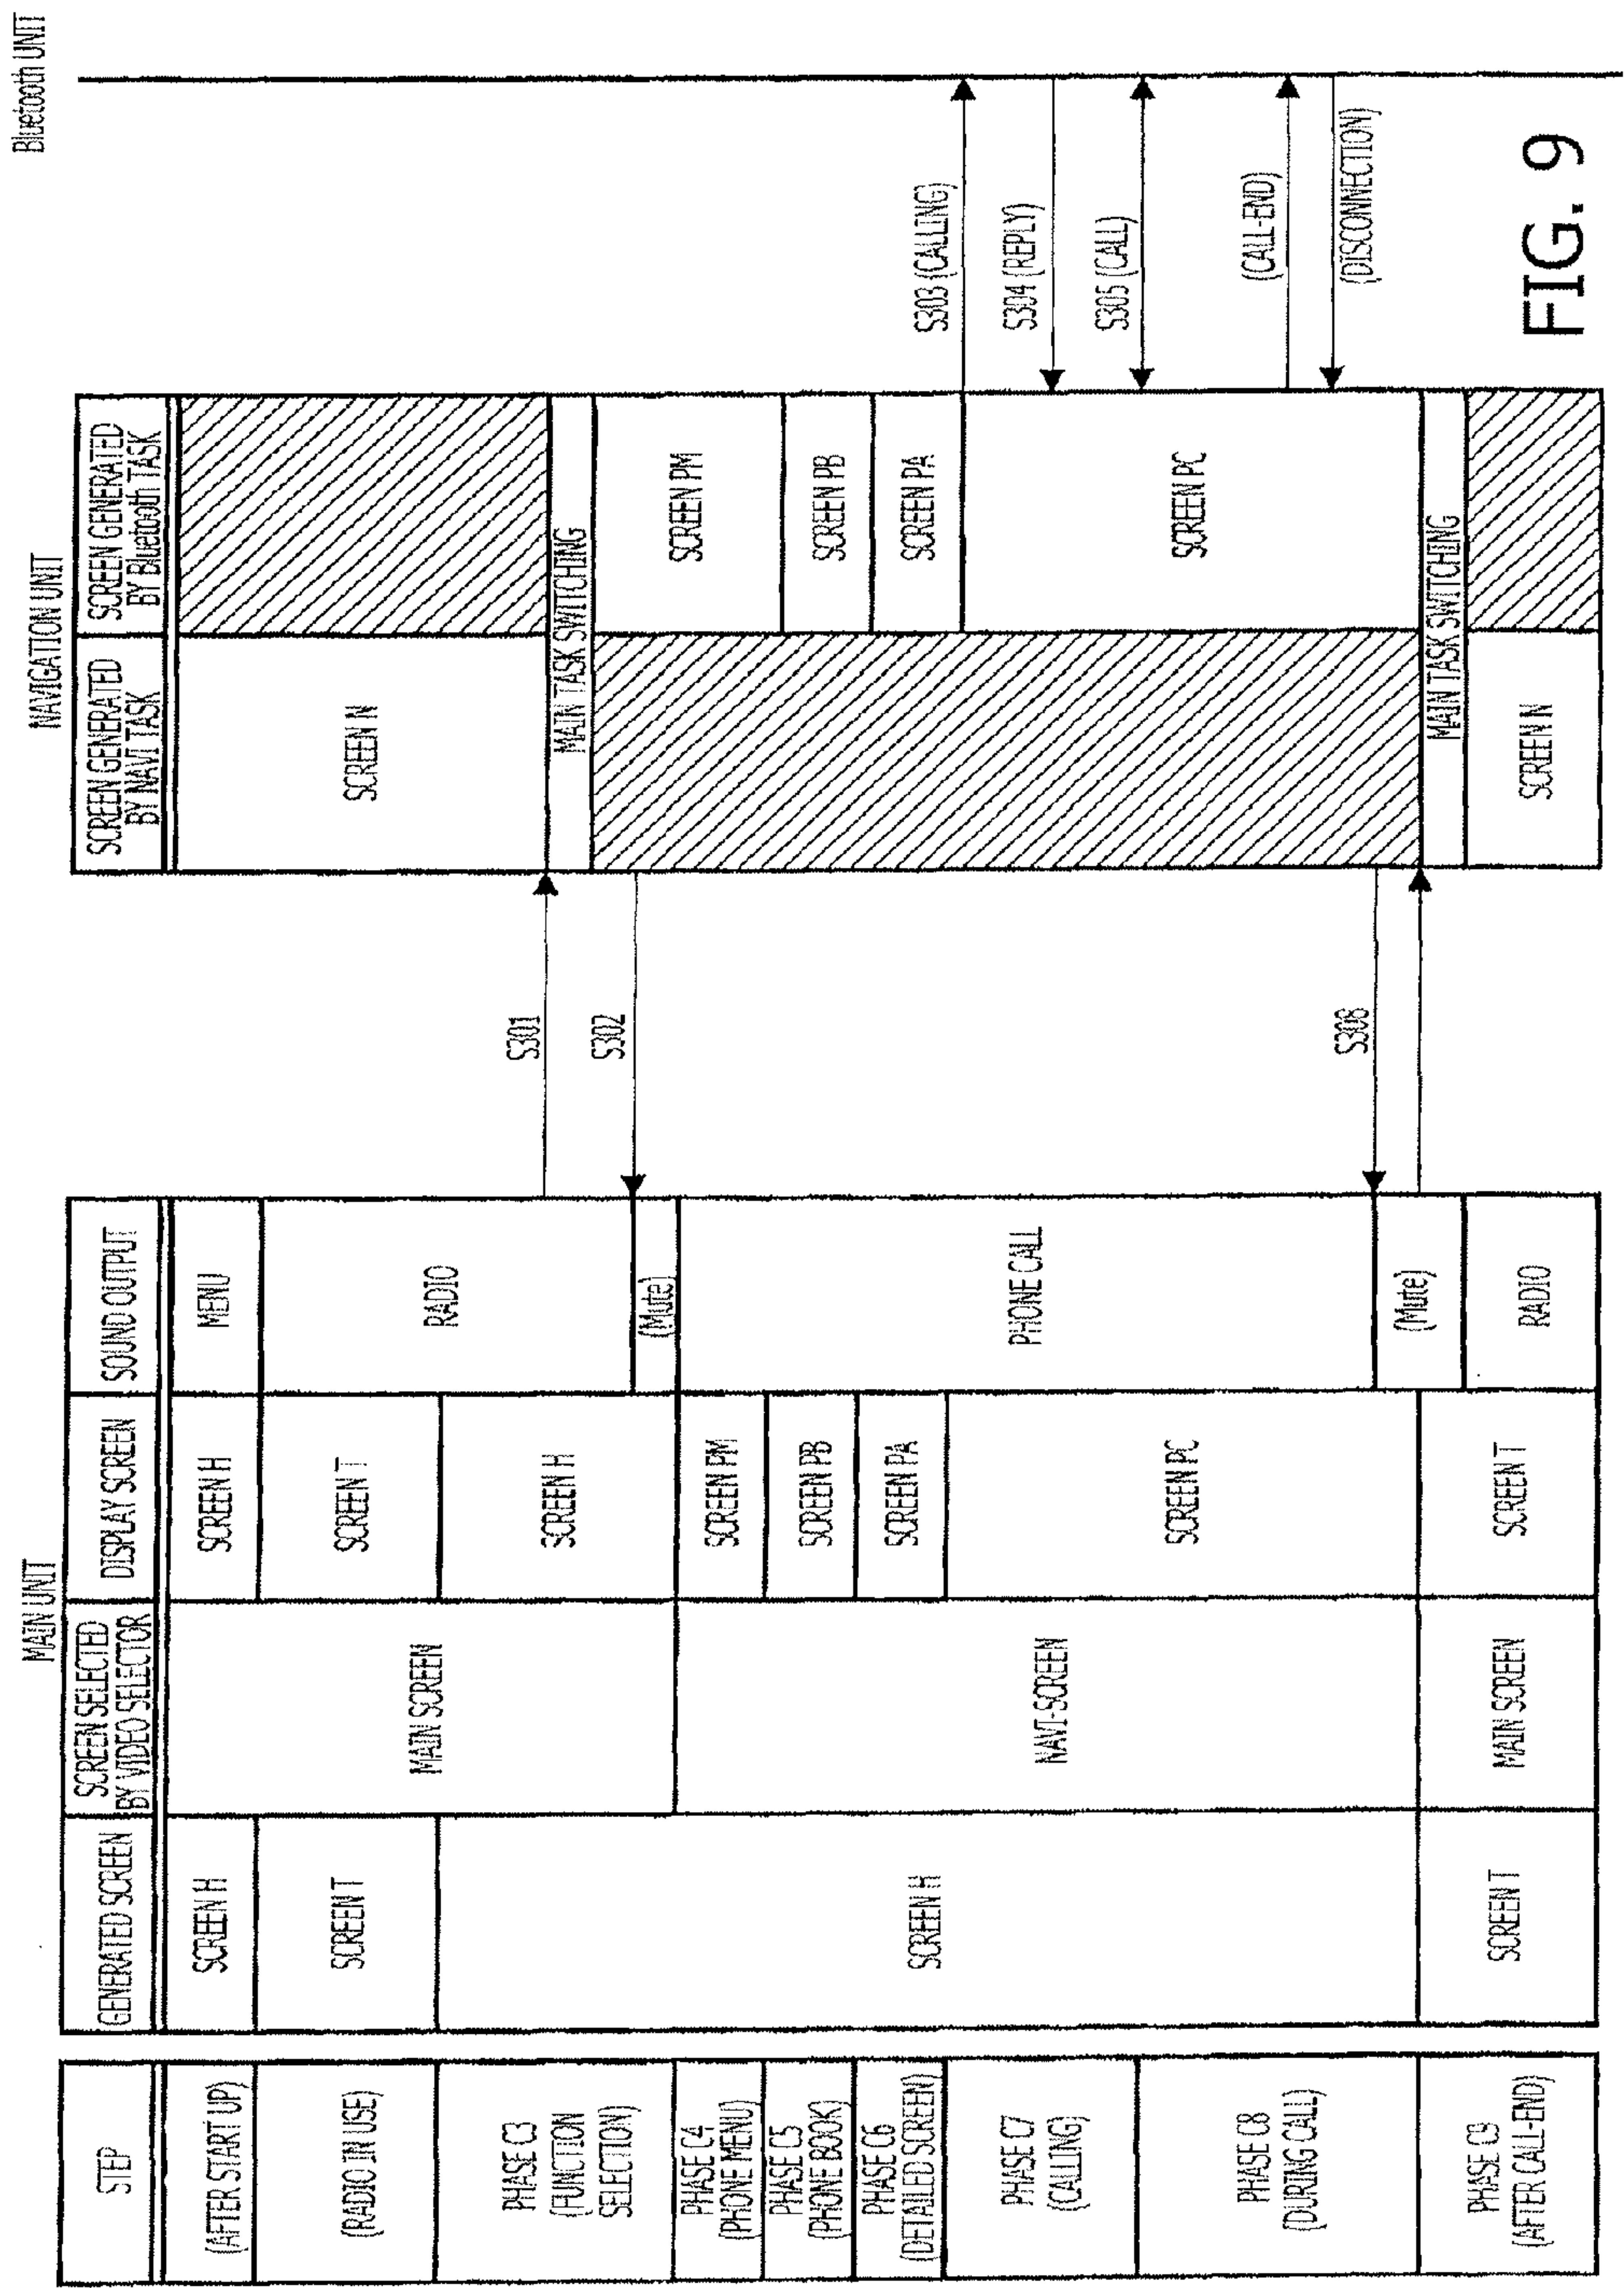 MAIN UNIT
NAVIGATION UNIT
Bluetooth UNIT
STEP
GENERATED SCREEN
SCREEN SELECTED
BY VIDEO SELECTOR
DISPLAY SCREEN
SOUND OUTPUT
SCREEN GENERATED
BY NAVI TASK
SCREEN GENERATED
BY Bluetooth TASK
(AFTER START UP)
SCREEN H
SCREEN H
MENU
(RADIO IN USE)
SCREEN T
MAIN SCREEN
SCREEN T
RADIO
SCREEN N
PHASE C3
(FUNCTION
SELECTION)
SCREEN H
S301
MAIN TASK SWITCHING
S302
(Mute)
PHASE C4
(PHONE MENU)
SCREEN PM
SCREEN PM
PHASE C5
(PHONE BOOK)
SCREEN PB
SCREEN PB
PHASE C6
(DETAILED SCREEN)
SCREEN PA
SCREEN PA
SCREEN H
NAVI-SCREEN
PHONE CALL
S303 (CALLING)
PHASE C7
(CALLING)
S304 (REPLY)
S305 (CALL)
SCREEN PC
SCREEN PC
PHASE C8
(DURING CALL)
(CALL-END)
(DISCONNECTION)
S306
(Mute)
MAIN TASK SWITCHING
PHASE C9
(AFTER CALL-END)
SCREEN T
MAIN SCREEN
SCREEN T
RADIO
SCREEN N
FIG. 9